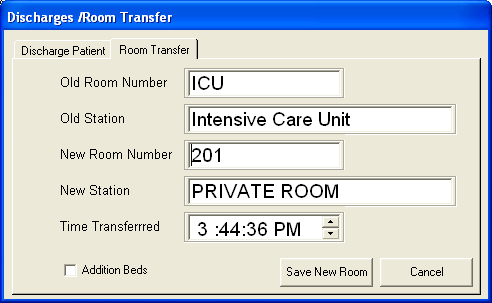 Discharges /Room Transfer
Discharge Patient Room Transfer
Old Room Number ICU
Old Station Intensive Care Unit
New Room Number 201
New Station PRIVATE ROOM
Time Transferrred 3 :44:36 PM
Addition Beds Save New Room Cancel